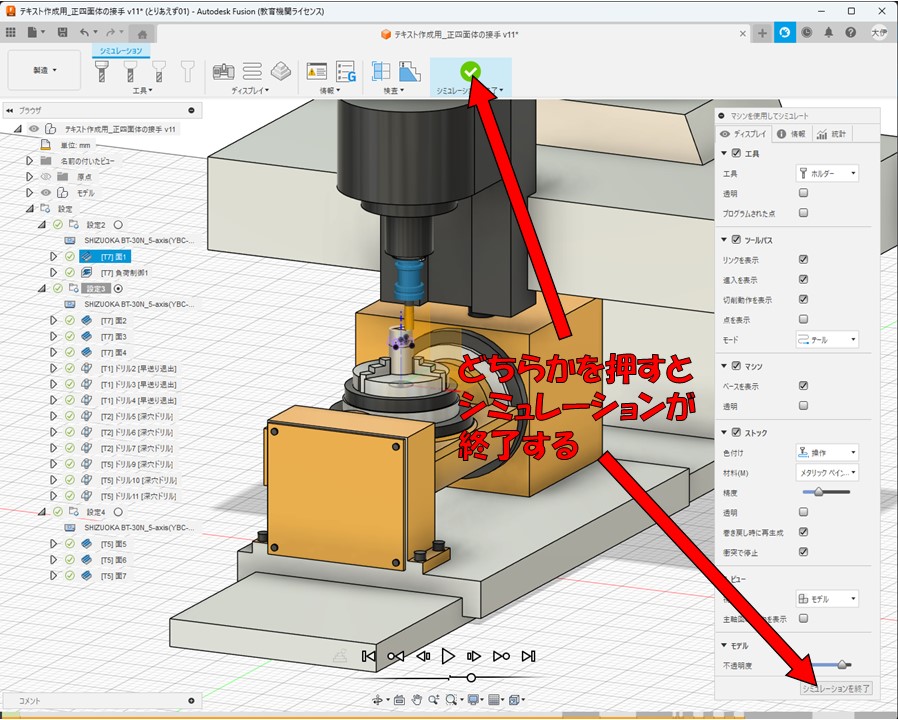 テキスト作成用_正四面体の接手 v11* (とりあえず01) - Autodesk Fusion (教育機関ライセンス)
テキスト作成用_正四面体の接手 v11*
大伊
シミュレーション
製造
工具
ディスプレイ
情報
検査
シミュレーション
了
ブラウザ
テキスト作成用_正四面体の接手 v11
単位: mm
名前の付いたビュー
原点
モデル
設定
設定2
SHIZUOKA BT-30N_5-axis(YBC-...
[T7] 面1
[T7] 負荷制御1
設定3
SHIZUOKA BT-30N_5-axis(YBC-...
[T7] 面2
[T7] 面3
[T7] 面4
[T1] ドリル2 [早送り退出]
[T1] ドリル3 [早送り退出]
[T1] ドリル4 [早送り退出]
[T2] ドリル5 [深穴ドリル]
[T2] ドリル6 [深穴ドリル]
[T2] ドリル7 [深穴ドリル]
[T5] ドリル9 [深穴ドリル]
[T5] ドリル10 [深穴ドリル]
[T5] ドリル11 [深穴ドリル]
設定4
SHIZUOKA BT-30N_5-axis(YBC-...
[T5] 面5
[T5] 面6
[T5] 面7
コメント
どちらかを押すと
シミュレーションが
終了する
マシンを使用してシミュレート
ディスプレイ 情報 統計
工具
工具 ホルダー
透明
プログラムされた点
ツールパス
リンクを表示
進入を表示
切削動作を表示
点を表示
モード テール
マシン
ベースを表示
透明
ストック
色付け 操作
材料(M) メタリック ペイン...
精度
透明
巻き戻し時に再生成
衝突で停止
ビュー
モデル
を表示
モデル
不透明度
シミュレーションを終了